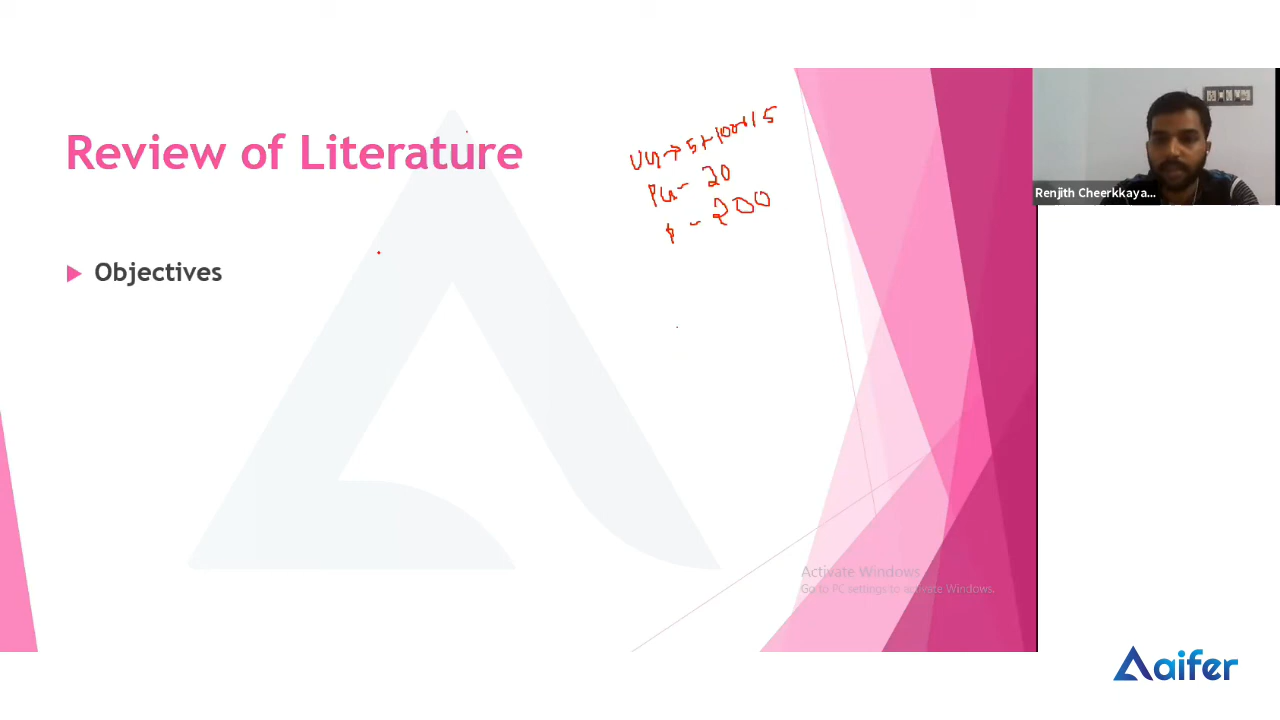 Review of Literature
UG → 5 + 10 or 15
PG - 20
P - 200
Renjith Cheerkkaya...
Objectives
Activate Windows
Go to PC settings to activate Windows.
aifer